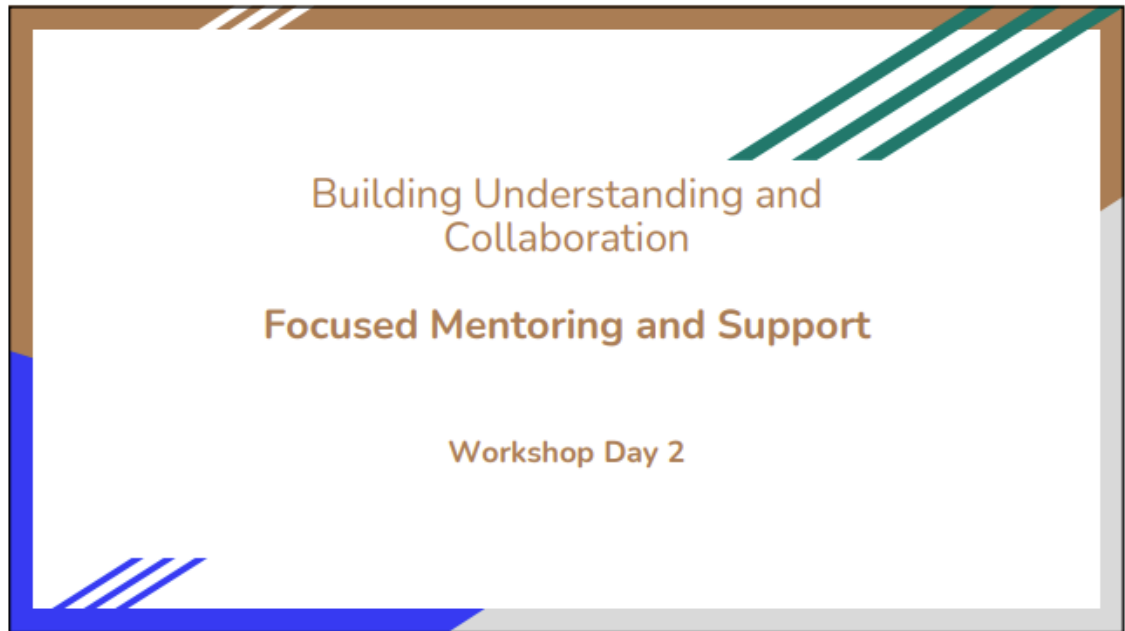 Building Understanding and
Collaboration
Focused Mentoring and Support
Workshop Day 2